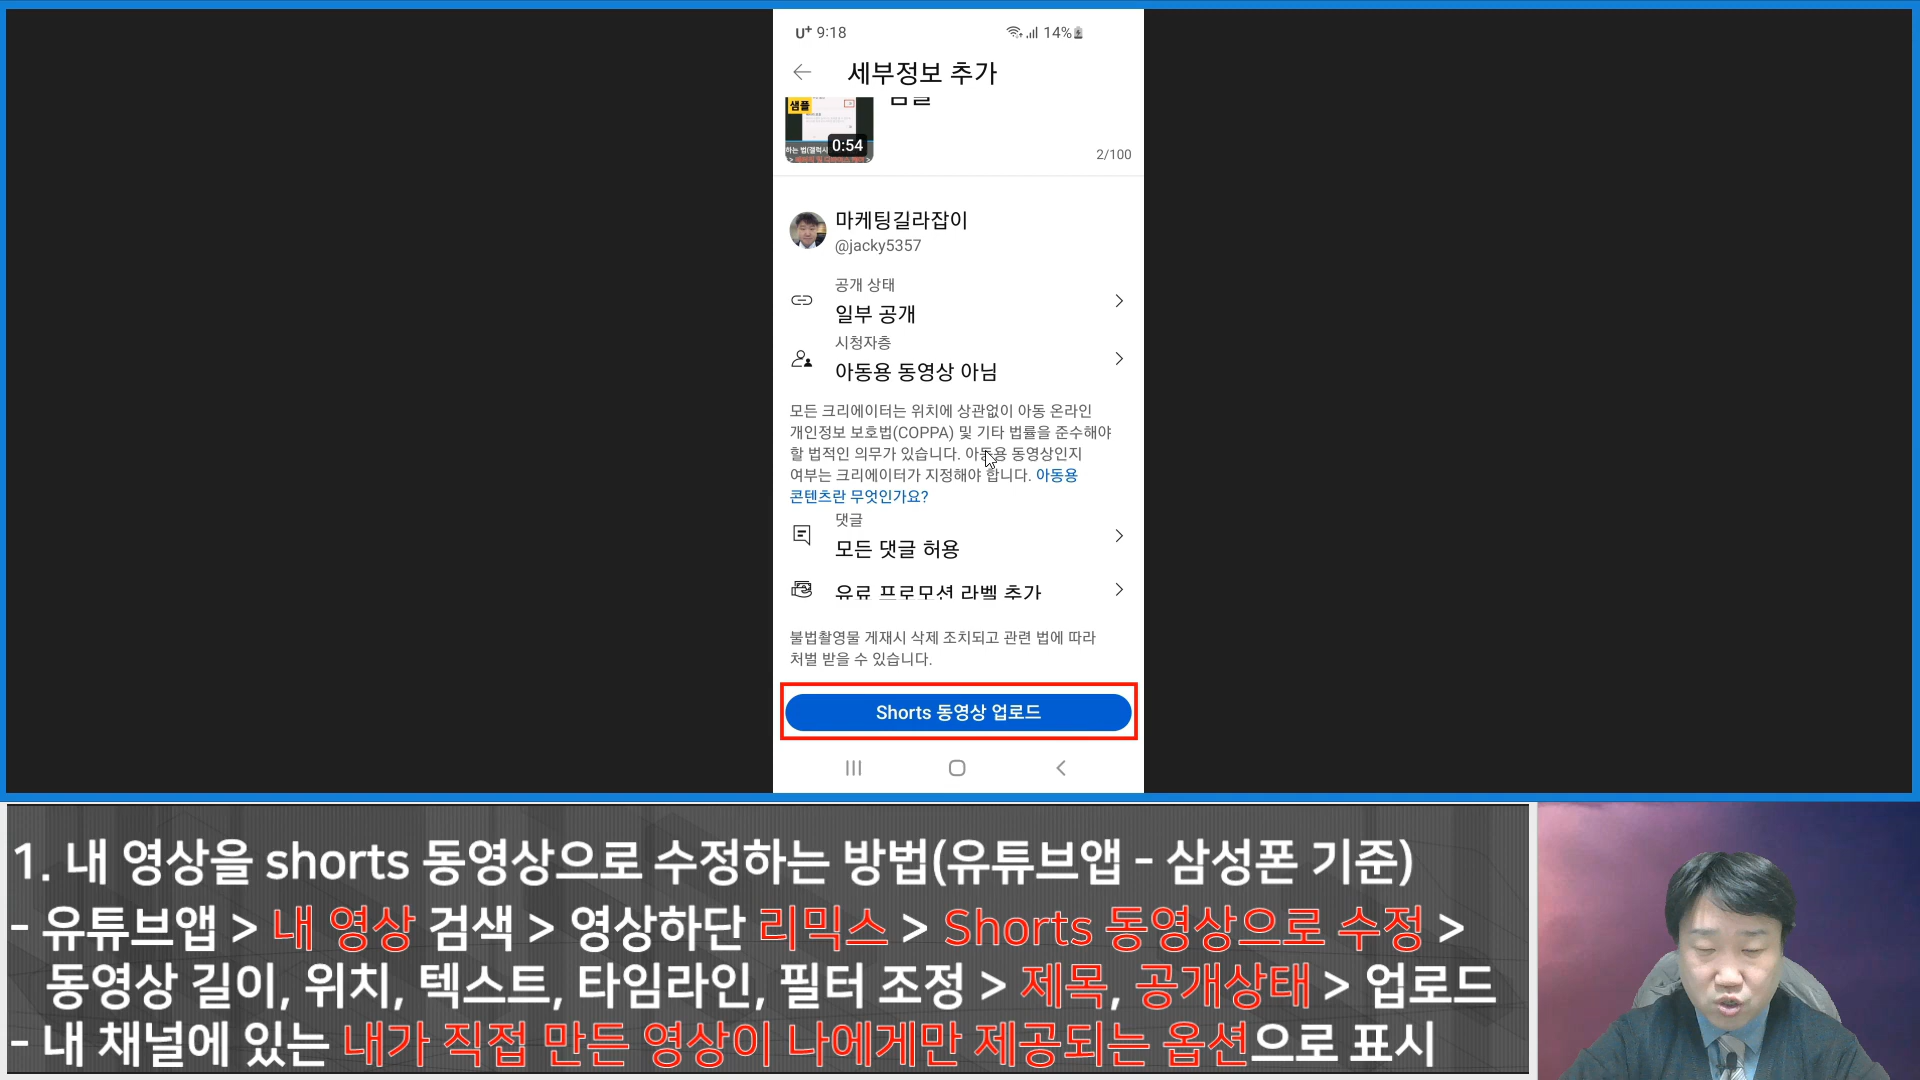 U⁺ 9:18
14%
세부정보 추가
샘플
샘플
0:54
2/100
마케팅길라잡이
@jacky5357
공개 상태
일부 공개
시청자층
아동용 동영상 아님
모든 크리에이터는 위치에 상관없이 아동 온라인
개인정보 보호법(COPPA) 및 기타 법률을 준수해야
할 법적인 의무가 있습니다. 아동용 동영상인지
여부는 크리에이터가 지정해야 합니다. 아동용
콘텐츠란 무엇인가요?
댓글
모든 댓글 허용
유료 프로모션 라벨 추가
불법촬영물 게재시 삭제 조치되고 관련 법에 따라
처벌 받을 수 있습니다.
Shorts 동영상 업로드
1. 내 영상을 shorts 동영상으로 수정하는 방법(유튜브앱 - 삼성폰 기준)
- 유튜브앱 > 내 영상 검색 > 영상하단 리믹스 > Shorts 동영상으로 수정 >
동영상 길이, 위치, 텍스트, 타임라인, 필터 조정 > 제목, 공개상태 > 업로드
- 내 채널에 있는 내가 직접 만든 영상이 나에게만 제공되는 옵션으로 표시